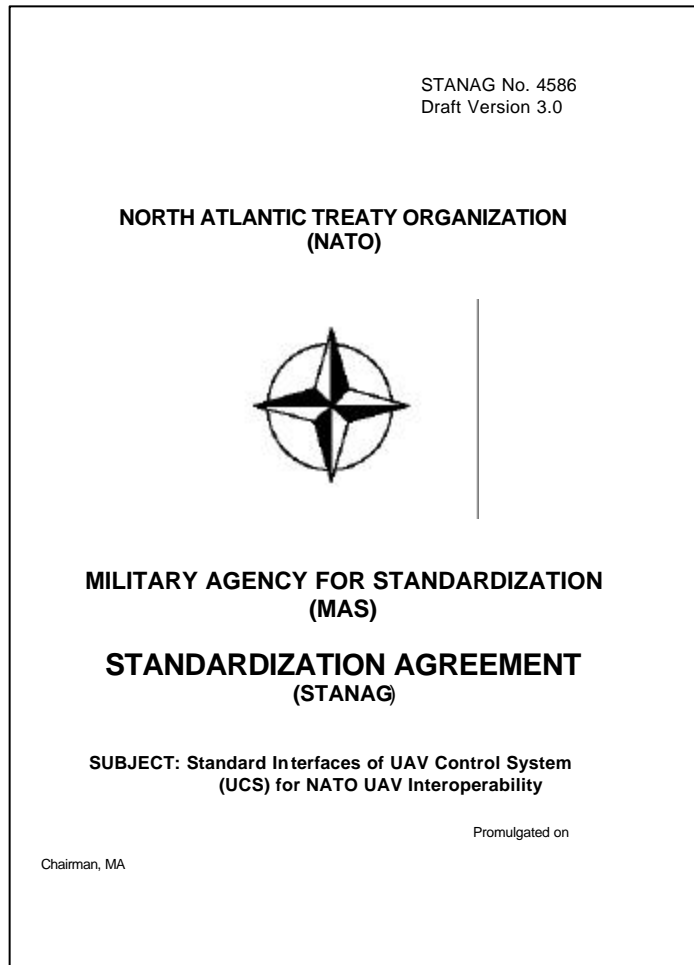 STANAG No. 4586
Draft Version 3.0
NORTH ATLANTIC TREATY ORGANIZATION
(NATO)
MILITARY AGENCY FOR STANDARDIZATION
(MAS)
STANDARDIZATION AGREEMENT
(STANAG)
SUBJECT: Standard Interfaces of UAV Control System
(UCS) for NATO UAV Interoperability
Promulgated on
Chairman, MA